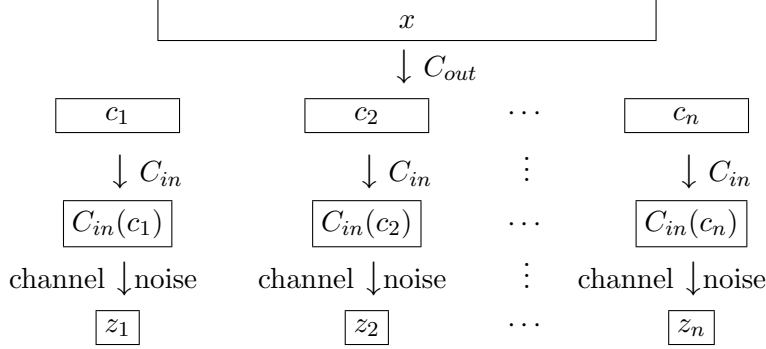 x
C_out
c_1 c_2 ⋯ c_n
C_in C_in ⋮ C_in
C_in(c_1) C_in(c_2) ⋯ C_in(c_n)
channel noise channel noise ⋮ channel noise
z_1 z_2 ⋯ z_n